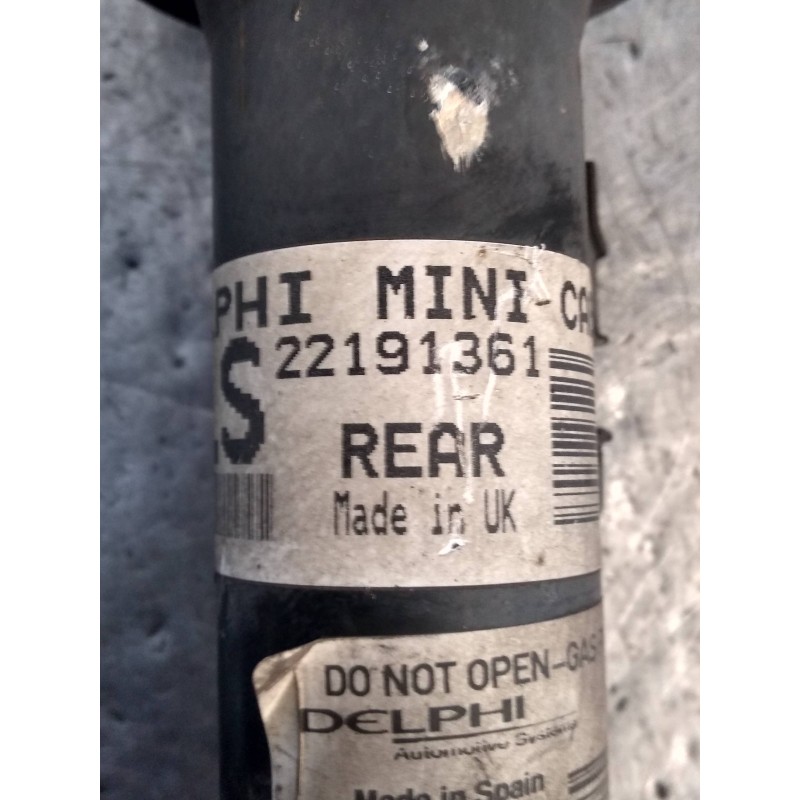 PHI MINI CA
S 22191361
REAR
Made in UK
DO NOT OPEN-GAS
DELPHI
Automotive Systems
Made in Spain